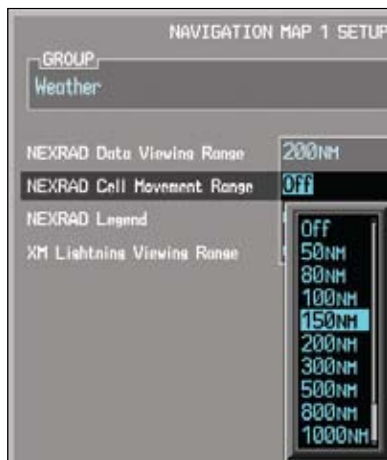 NAVIGATION MAP 1 SETUP
GROUP
Weather
NEXRAD Data Viewing Range 200NM
NEXRAD Cell Movement Range Off
NEXRAD Legend
XM Lightning Viewing Range
Off
50NM
80NM
100NM
150NM
200NM
300NM
500NM
800NM
1000NM